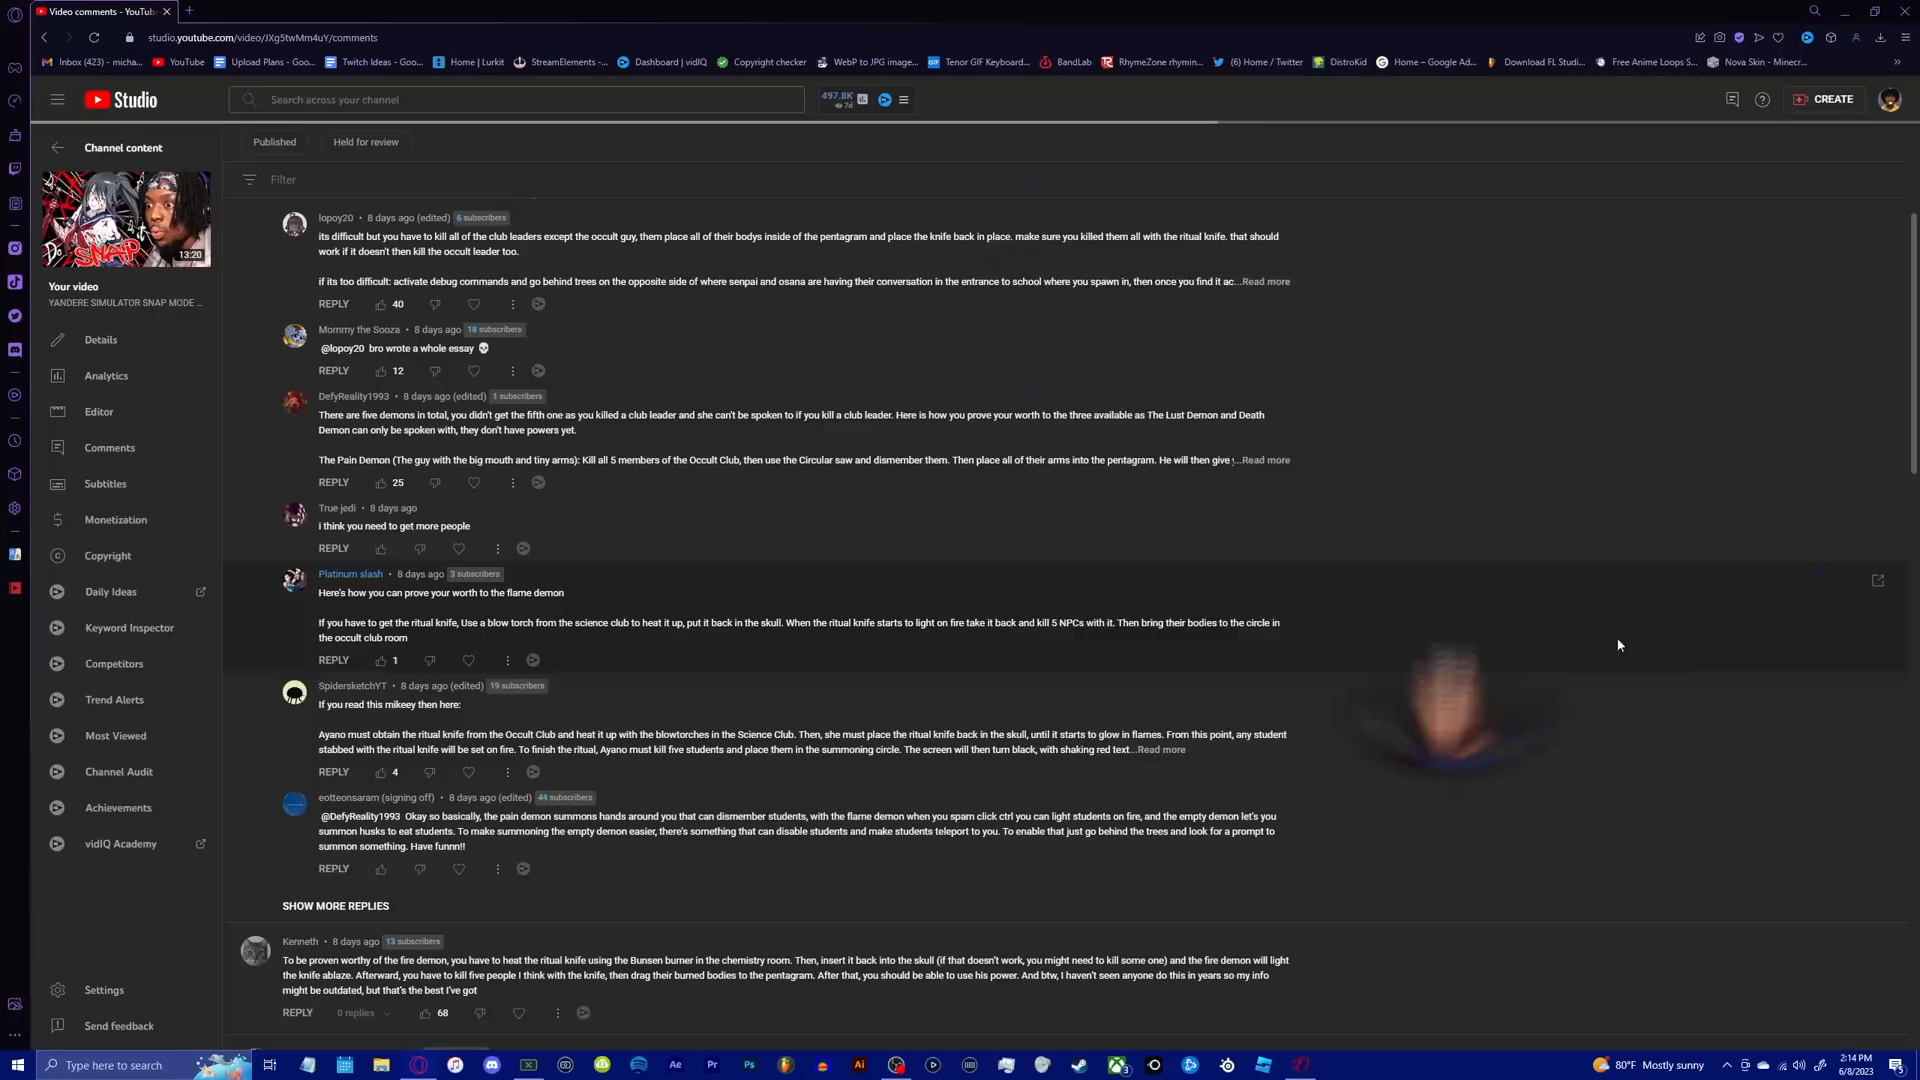 Video comments - YouTub
studio.youtube.com/video/JXg5twMm4uY/comments
Inbox (423) - micha... YouTube Upload Plans - Goo... Twitch Ideas - Goog... Home | Lurkit StreamElements -... Dashboard | vidIQ Copyright checker WebP to JPG image... Tenor GIF Keyboard... BandLab RhymeZone rhymin... (6) Home / Twitter DistroKid Home – Google Ad... Download FL Studi... Free Anime Loops S... Nova Skin - Minecr...
Studio Search across your channel 497.8K 7d CREATE
Channel content
DO SNAP
13:20
Your video
YANDERE SIMULATOR SNAP MODE ...
Details
Analytics
Editor
Comments
Subtitles
Monetization
Copyright
Daily Ideas
Keyword Inspector
Competitors
Trend Alerts
Most Viewed
Channel Audit
Achievements
vidIQ Academy
Settings
Send feedback
Published Held for review
Filter
lopoy20 • 8 days ago (edited) 6 subscribers
its difficult but you have to kill all of the club leaders except the occult guy, them place all of their bodys inside of the pentagram and place the knife back in place. make sure you killed them all with the ritual knife. that should
work if it doesn't then kill the occult leader too.
if its too difficult: activate debug commands and go behind trees on the opposite side of where senpai and osana are having their conversation in the entrance to school where you spawn in, then once you find it ac...Read more
REPLY 40
Mommy the Sooza • 8 days ago 18 subscribers
@lopoy20 bro wrote a whole essay 💀
REPLY 12
DefyReality1993 • 8 days ago (edited) 1 subscribers
There are five demons in total, you didn't get the fifth one as you killed a club leader and she can't be spoken to if you kill a club leader. Here is how you prove your worth to the three available as The Lust Demon and Death
Demon can only be spoken with, they don't have powers yet.
The Pain Demon (The guy with the big mouth and tiny arms): Kill all 5 members of the Occult Club, then use the Circular saw and dismember them. Then place all of their arms into the pentagram. He will then give ...Read more
REPLY 25
True jedi • 8 days ago
i think you need to get more people
REPLY
Platinum slash • 8 days ago 3 subscribers
Here's how you can prove your worth to the flame demon
If you have to get the ritual knife, Use a blow torch from the science club to heat it up, put it back in the skull. When the ritual knife starts to light on fire take it back and kill 5 NPCs with it. Then bring their bodies to the circle in
the occult club room
REPLY 1
SpidersketchYT • 8 days ago (edited) 19 subscribers
If you read this mikeey then here:
Ayano must obtain the ritual knife from the Occult Club and heat it up with the blowtorches in the Science Club. Then, she must place the ritual knife back in the skull, until it starts to glow in flames. From this point, any student
stabbed with the ritual knife will be set on fire. To finish the ritual, Ayano must kill five students and place them in the summoning circle. The screen will then turn black, with shaking red text...Read more
REPLY 4
eotteonsaram (signing off) • 8 days ago (edited) 44 subscribers
@DefyReality1993 Okay so basically, the pain demon summons hands around you that can dismember students, with the flame demon when you spam click ctrl you can light students on fire, and the empty demon let's you
summon husks to eat students. To make summoning the empty demon easier, there's something that can disable students and make students teleport to you. To enable that just go behind the trees and look for a prompt to
summon something. Have funnn!!
REPLY
SHOW MORE REPLIES
Kenneth • 8 days ago 13 subscribers
To be proven worthy of the fire demon, you have to heat the ritual knife using the Bunsen burner in the chemistry room. Then, insert it back into the skull (if that doesn't work, you might need to kill some one) and the fire demon will light
the knife ablaze. Afterward, you have to kill five people I think with the knife, then drag their burned bodies to the pentagram. After that, you should be able to use his power. And btw, I haven't seen anyone do this in years so my info
might be outdated, but that's the best I've got
REPLY 0 replies 68
Type here to search
Ae Pr Ps Ai 3
80°F Mostly sunny
2:14 PM
6/8/2023
5